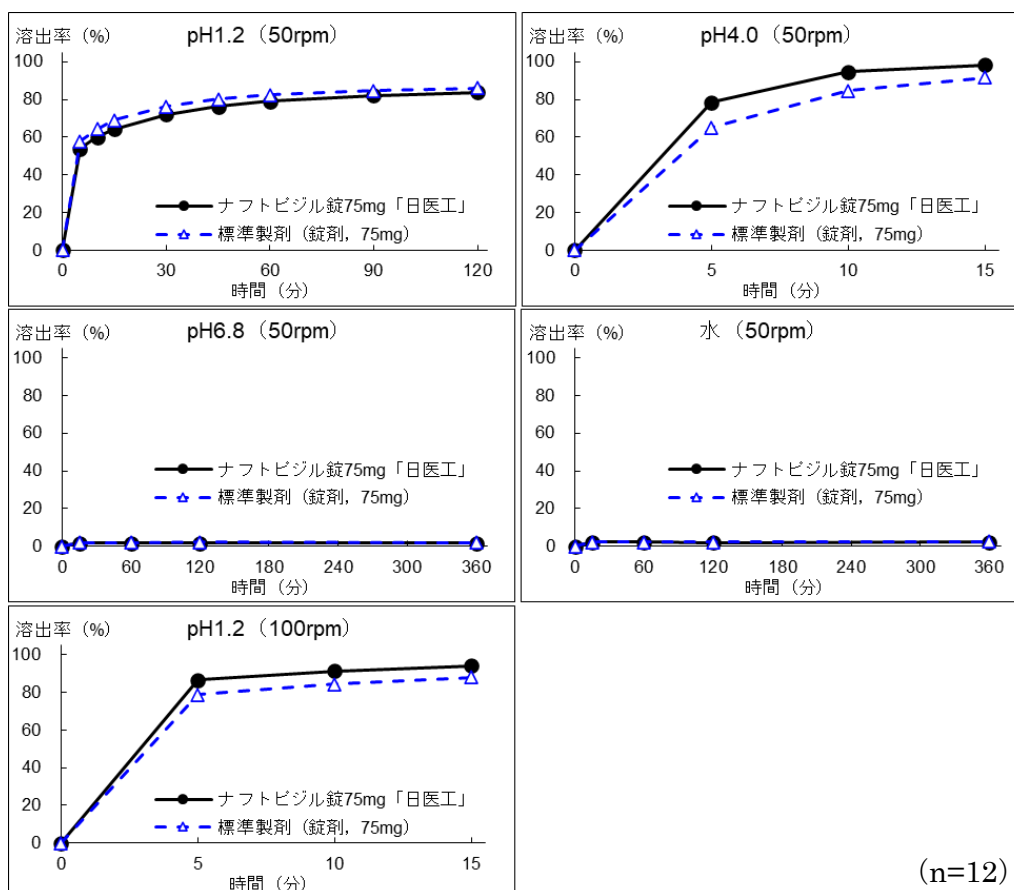 溶出率 (%)
pH1.2（50rpm）
100
80
60
40
20
0
ナフトピジル錠75mg「日医工」
標準製剤（錠剤，75mg）
0 30 60 90 120
時間（分）
溶出率 (%)
pH4.0（50rpm）
100
80
60
40
20
0
ナフトピジル錠75mg「日医工」
標準製剤（錠剤，75mg）
0 5 10 15
時間（分）
溶出率 (%)
pH6.8（50rpm）
100
80
60
40
20
0
ナフトピジル錠75mg「日医工」
標準製剤（錠剤，75mg）
0 60 120 180 240 300 360
時間（分）
溶出率 (%)
水（50rpm）
100
80
60
40
20
0
ナフトピジル錠75mg「日医工」
標準製剤（錠剤，75mg）
0 60 120 180 240 300 360
時間（分）
溶出率 (%)
pH1.2（100rpm）
100
80
60
40
20
0
ナフトピジル錠75mg「日医工」
標準製剤（錠剤，75mg）
0 5 10 15
時間（分）
(n=12)